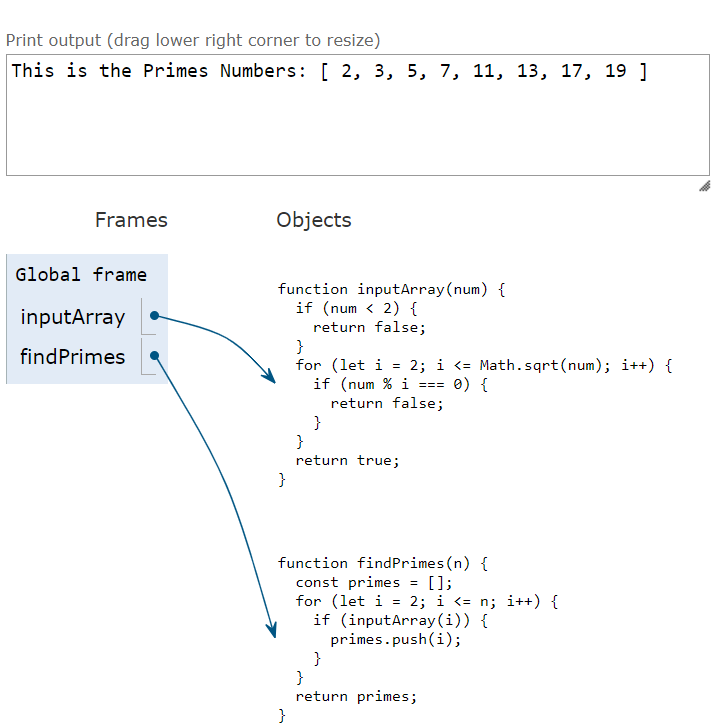 Print output (drag lower right corner to resize)
This is the Primes Numbers: [ 2, 3, 5, 7, 11, 13, 17, 19 ]
Frames
Objects
Global frame
inputArray
findPrimes
function inputArray(num) {
  if (num < 2) {
    return false;
  }
  for (let i = 2; i <= Math.sqrt(num); i++) {
    if (num % i === 0) {
      return false;
    }
  }
  return true;
}
function findPrimes(n) {
  const primes = [];
  for (let i = 2; i <= n; i++) {
    if (inputArray(i)) {
      primes.push(i);
    }
  }
  return primes;
}